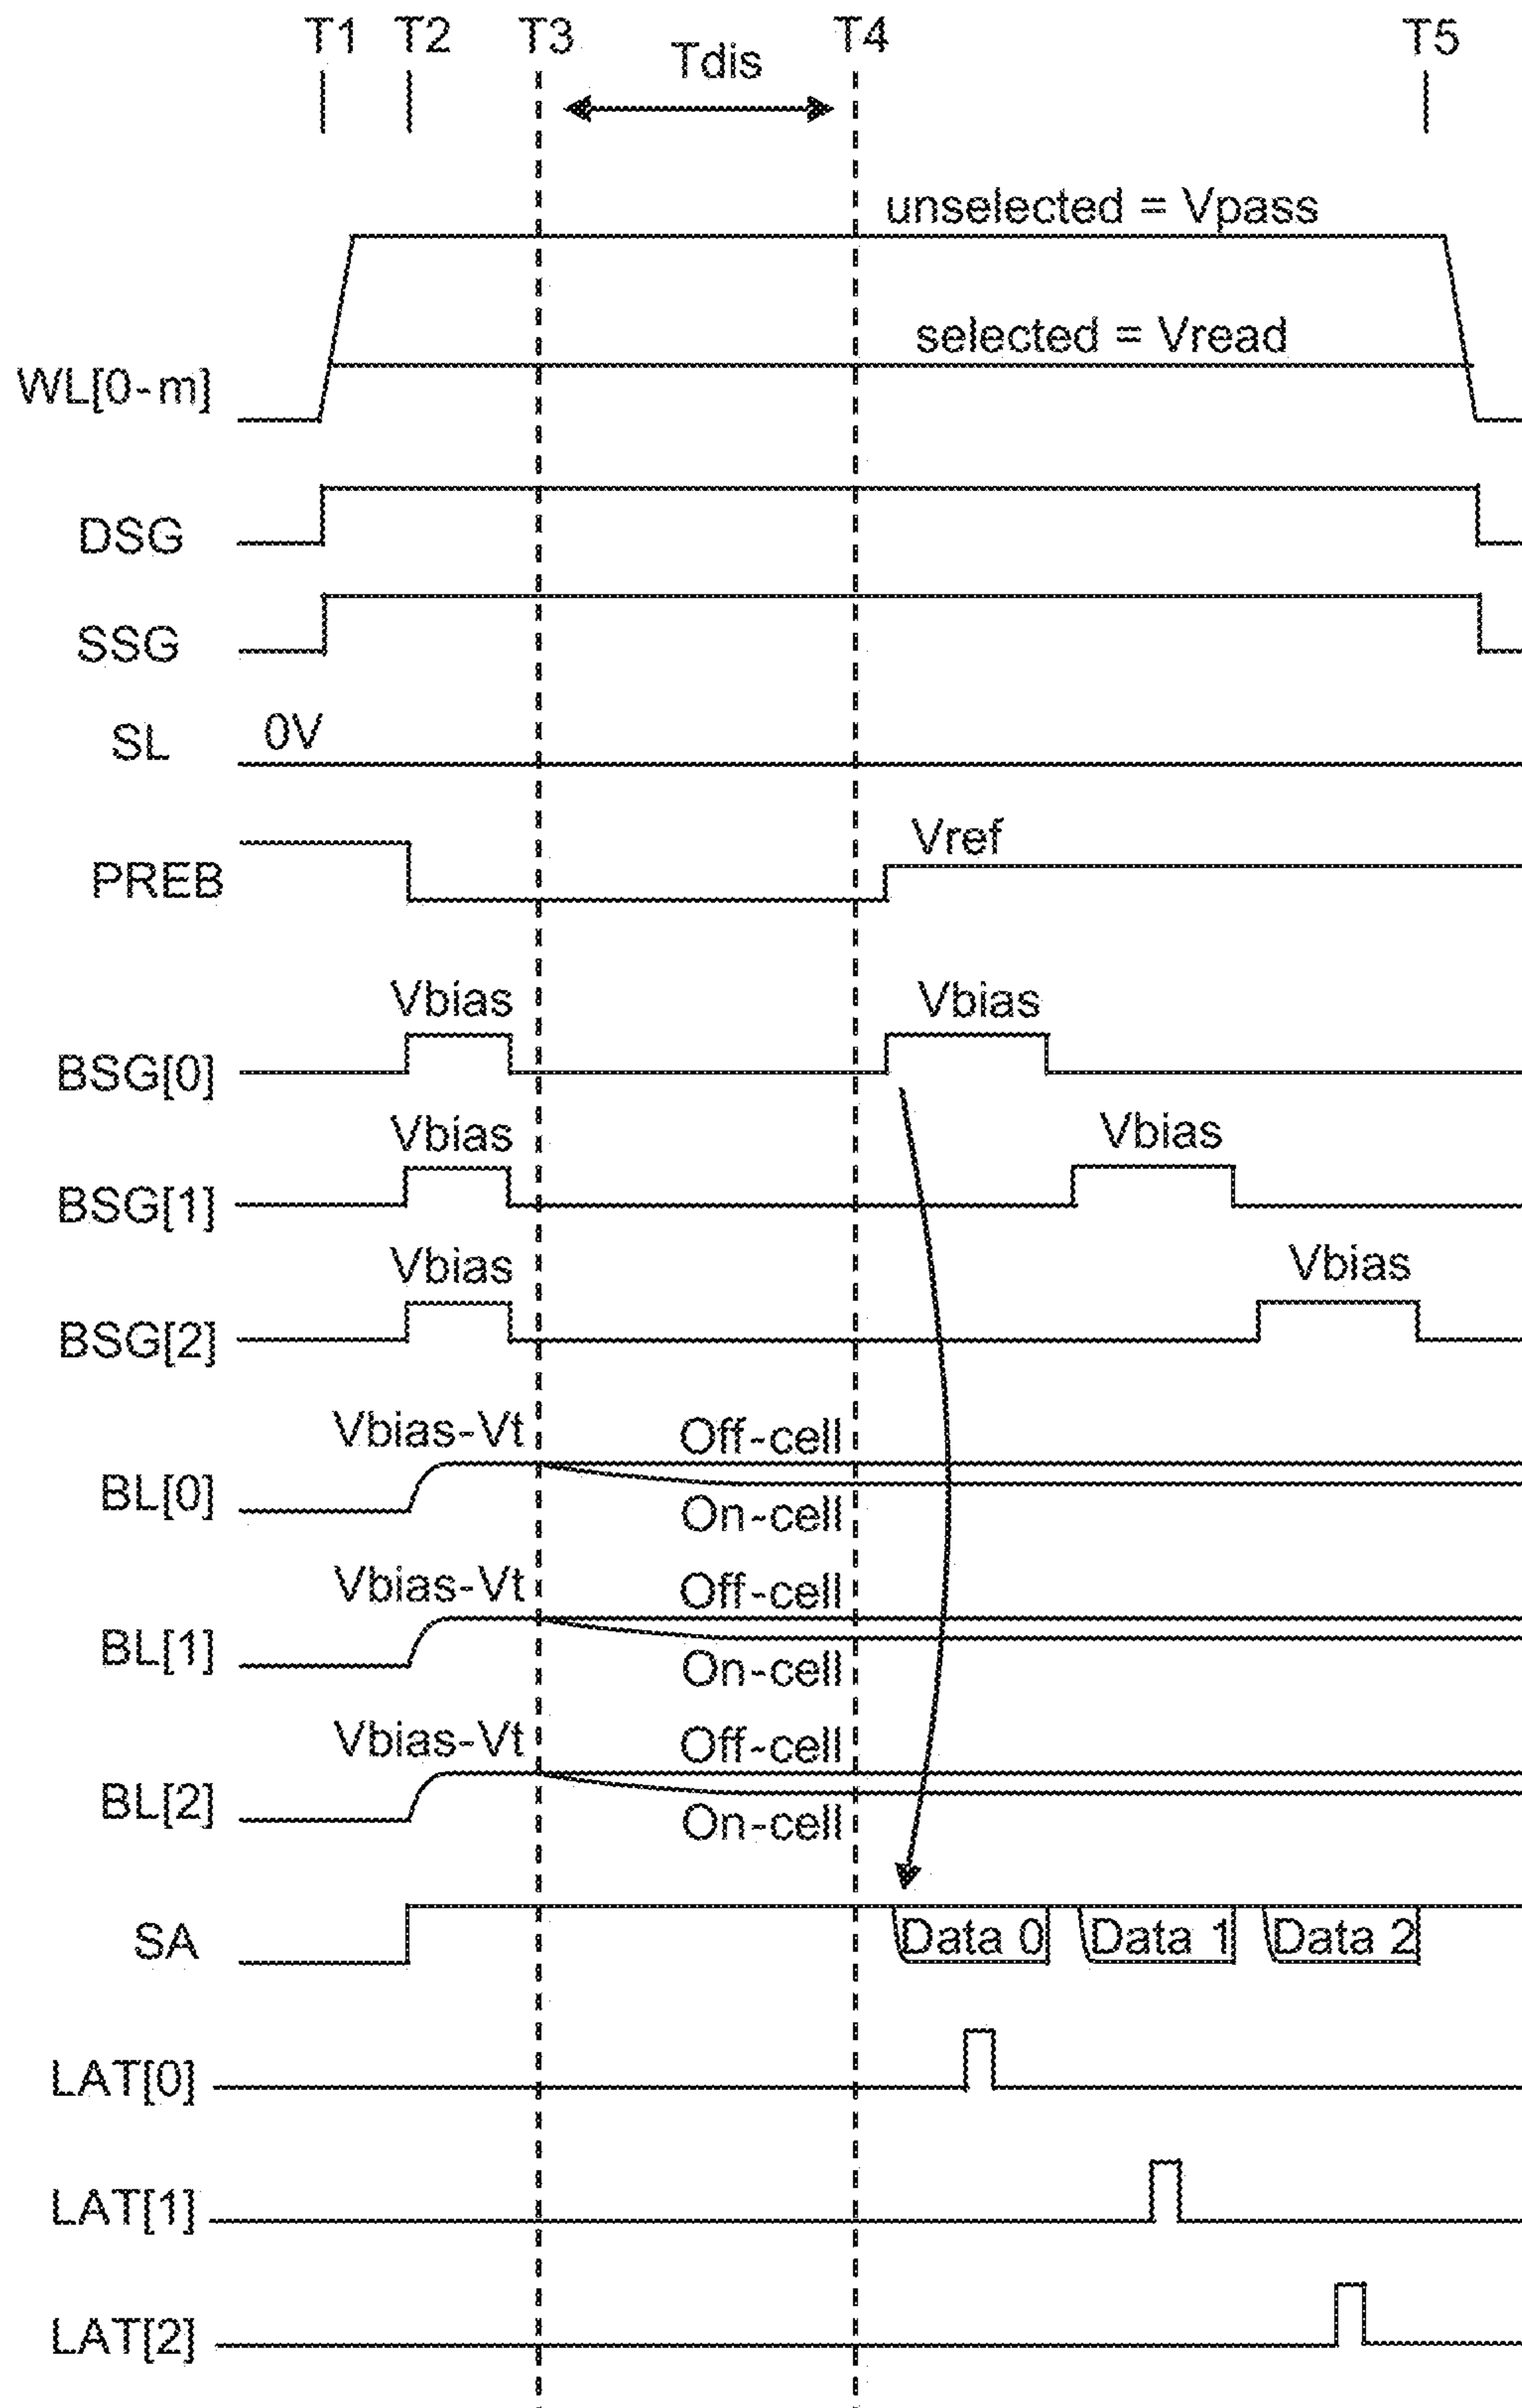 T1 T2 T3 Tdis T4 T5
unselected = Vpass
selected = Vread
WL[0-m]
DSG
SSG
SL 0V
PREB Vref
Vbias Vbias
BSG[0]
Vbias Vbias
BSG[1]
Vbias Vbias
BSG[2]
Vbias-Vt Off-cell
BL[0]
On-cell
Vbias-Vt Off-cell
BL[1]
On-cell
Vbias-Vt Off-cell
BL[2]
On-cell
SA Data 0 Data 1 Data 2
LAT[0]
LAT[1]
LAT[2]